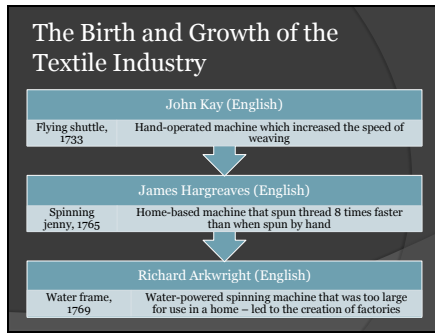 The Birth and Growth of the
Textile Industry
John Kay (English)
Flying shuttle,
1733
Hand-operated machine which increased the speed of
weaving
James Hargreaves (English)
Spinning
jenny, 1765
Home-based machine that spun thread 8 times faster
than when spun by hand
Richard Arkwright (English)
Water frame,
1769
Water-powered spinning machine that was too large
for use in a home – led to the creation of factories